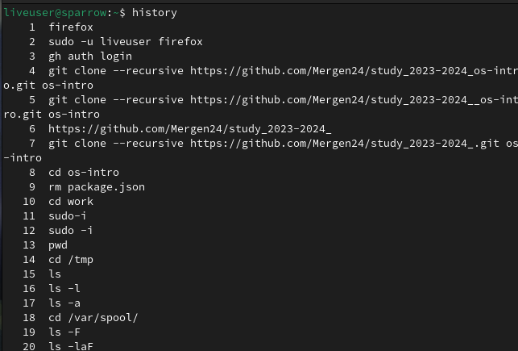 liveuser@sparrow:~$ history
1 firefox
2 sudo -u liveuser firefox
3 gh auth login
4 git clone --recursive https://github.com/Mergen24/study_2023-2024_os-intr
o.git os-intro
5 git clone --recursive https://github.com/Mergen24/study_2023-2024__os-int
ro.git os-intro
6 https://github.com/Mergen24/study_2023-2024_
7 git clone --recursive https://github.com/Mergen24/study_2023-2024_.git os
-intro
8 cd os-intro
9 rm package.json
10 cd work
11 sudo-i
12 sudo -i
13 pwd
14 cd /tmp
15 ls
16 ls -l
17 ls -a
18 cd /var/spool/
19 ls -F
20 ls -laF